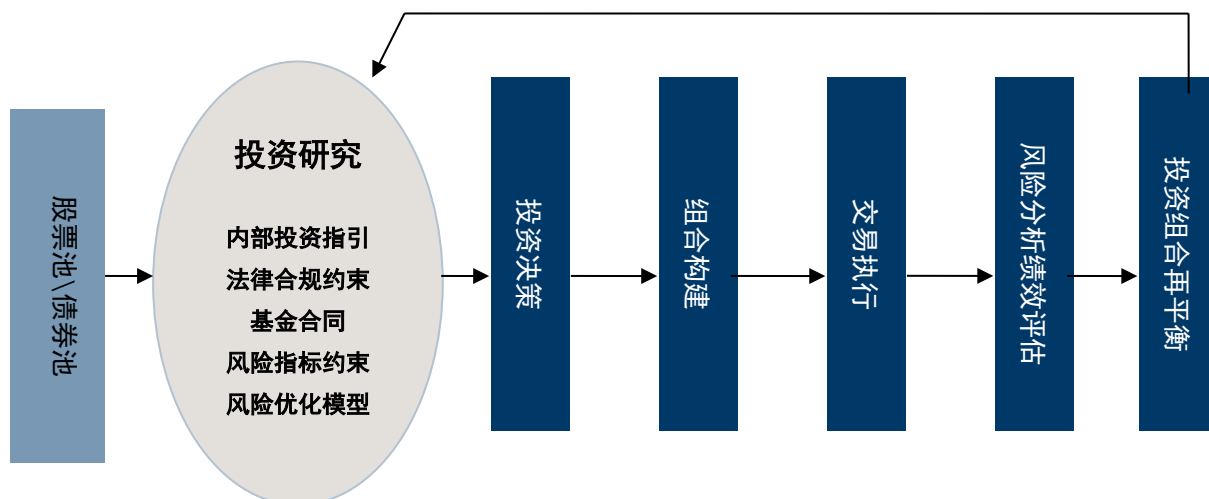 股票池\债券池
投资研究
内部投资指引
法律合规约束
基金合同
风险指标约束
风险优化模型
投资决策
组合构建
交易执行
风险分析绩效评估
投资组合再平衡